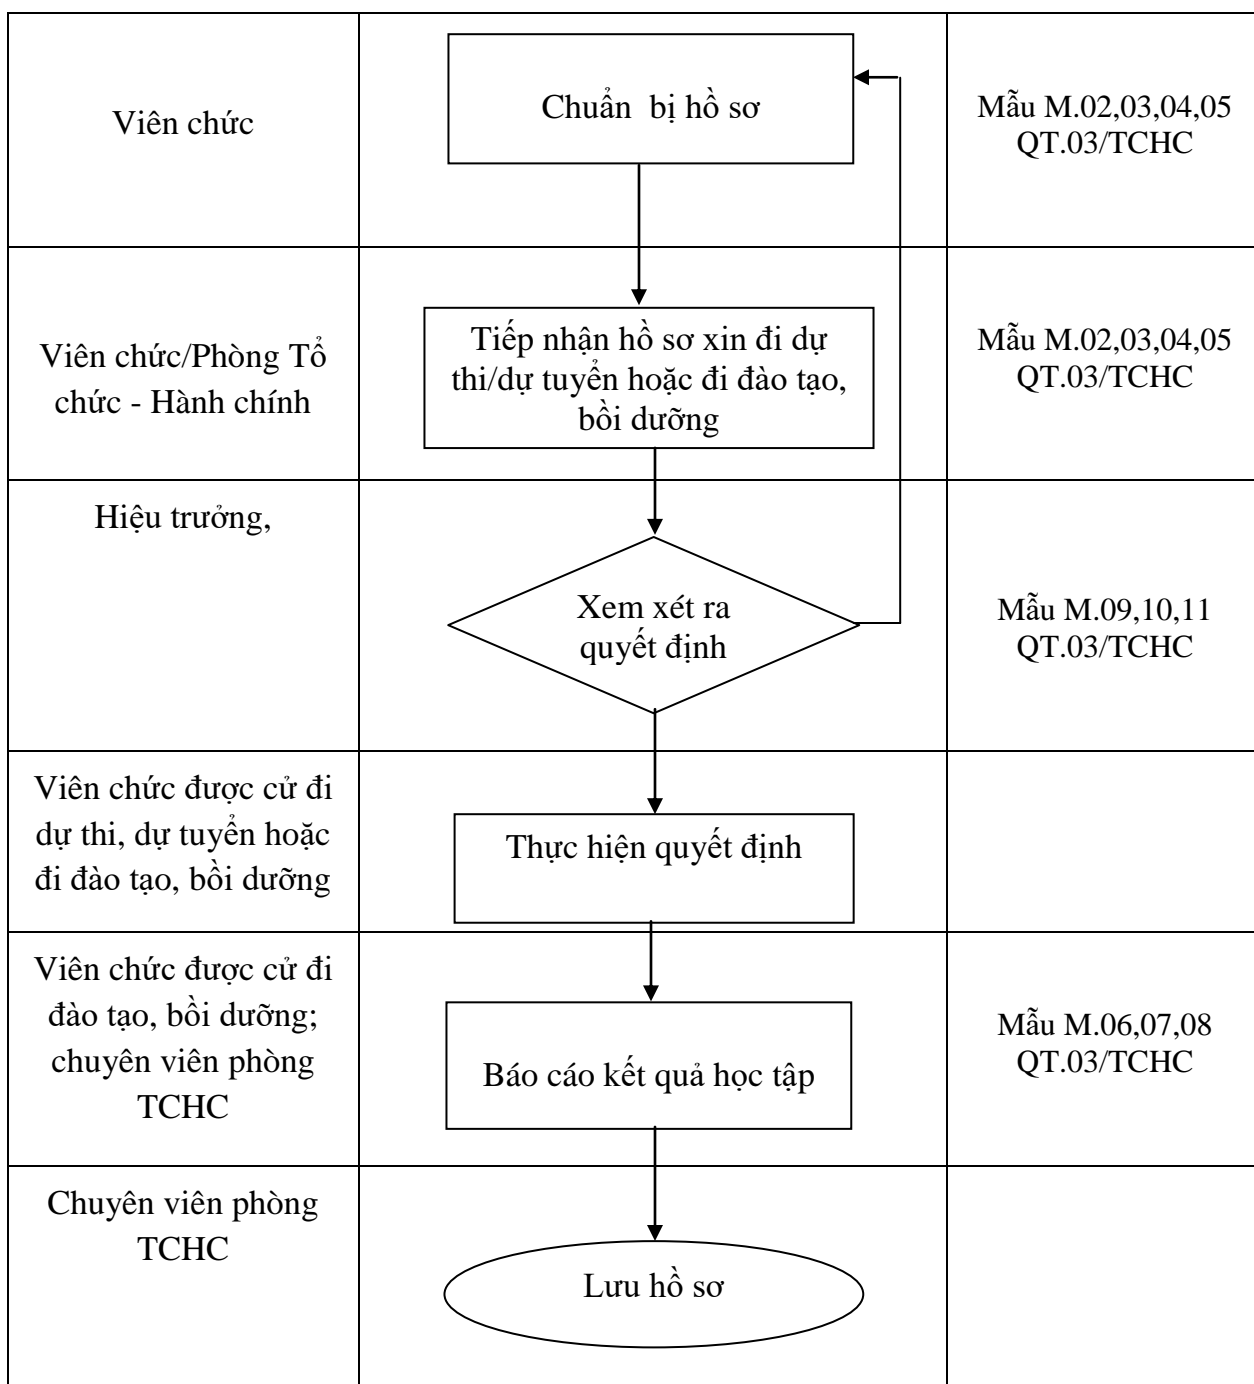 Viên chức
Chuẩn bị hồ sơ
Mẫu M.02,03,04,05
QT.03/TCHC
Viên chức/Phòng Tổ
chức - Hành chính
Tiếp nhận hồ sơ xin đi dự
thi/dự tuyển hoặc đi đào tạo,
bồi dưỡng
Mẫu M.02,03,04,05
QT.03/TCHC
Hiệu trưởng,
Xem xét ra
quyết định
Mẫu M.09,10,11
QT.03/TCHC
Viên chức được cử đi
dự thi, dự tuyển hoặc
đi đào tạo, bồi dưỡng
Thực hiện quyết định
Viên chức được cử đi
đào tạo, bồi dưỡng;
chuyên viên phòng
TCHC
Báo cáo kết quả học tập
Mẫu M.06,07,08
QT.03/TCHC
Chuyên viên phòng
TCHC
Lưu hồ sơ